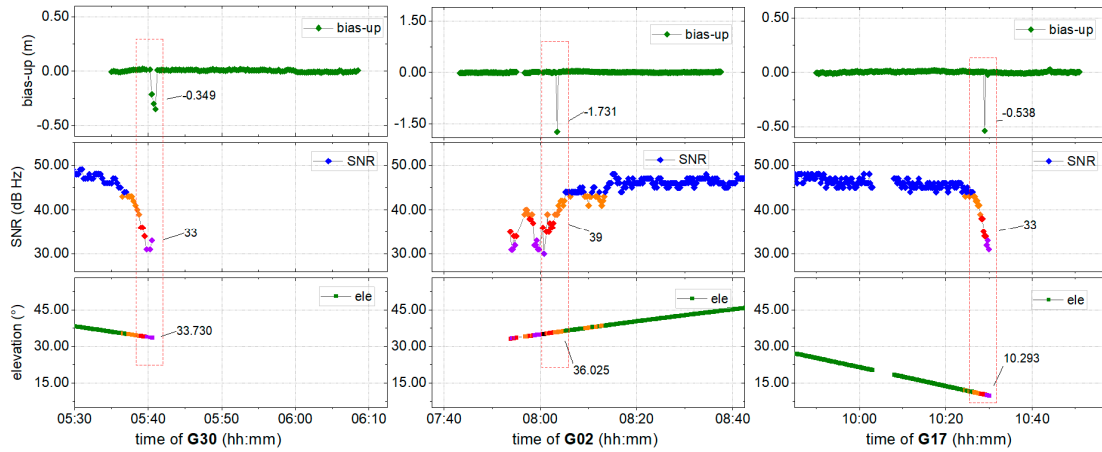 0.50
bias-up
0.00
-0.349
-0.50
bias-up (m)
50.00
SNR
40.00
33
30.00
SNR (dB Hz)
45.00
ele
33.730
30.00
15.00
elevation (°)
05:30 05:40 05:50 06:00 06:10
time of G30 (hh:mm)
1.50
bias-up
0.00
-1.731
-1.50
50.00
SNR
40.00
39
30.00
45.00
ele
30.00
36.025
15.00
07:40 08:00 08:20 08:40
time of G02 (hh:mm)
0.50
bias-up
0.00
-0.538
-0.50
50.00
SNR
40.00
33
30.00
45.00
ele
30.00
10.293
15.00
10:00 10:20 10:40
time of G17 (hh:mm)